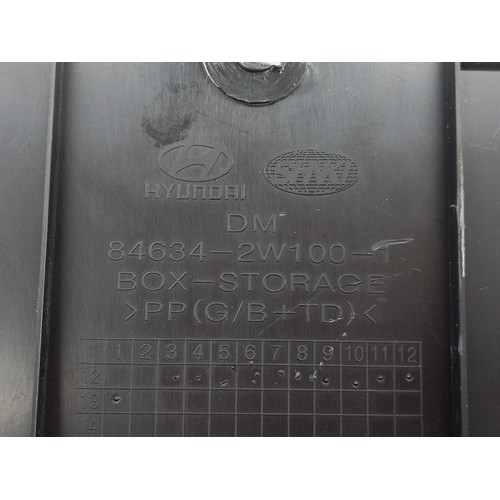 HYUNDAI
DM
84634-2W100-
BOX-STORAGE
>PP(G/B+TD)<
1 2 3 4 5 6 7 8 9 10 11 12
12
13
14